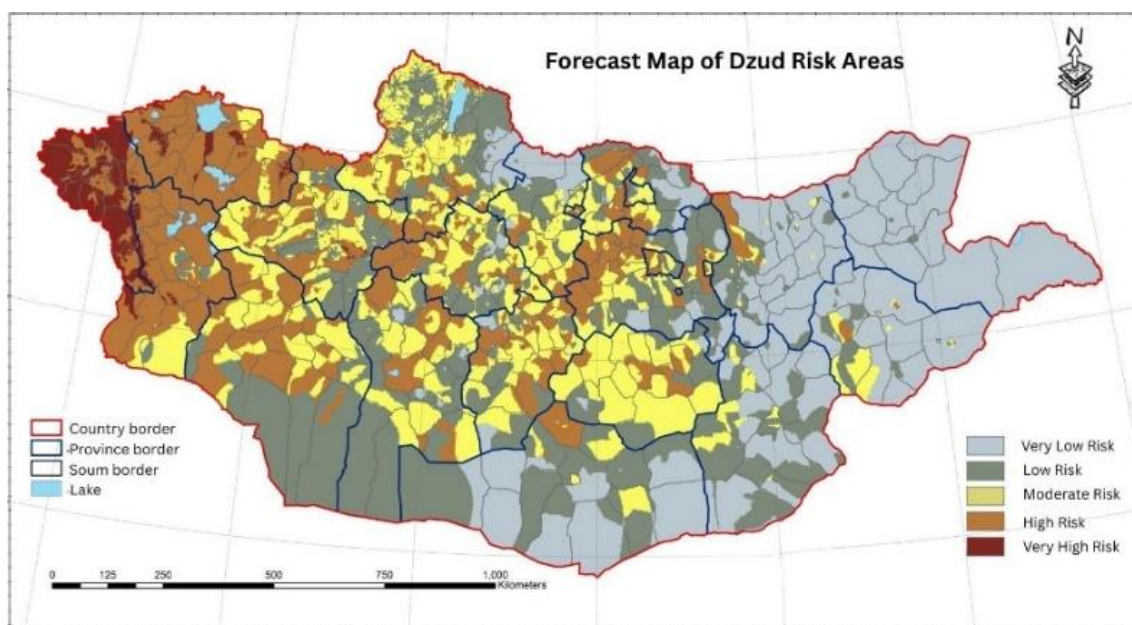 Forecast Map of Dzud Risk Areas
N
Country border
Province border
Soum border
Lake
Very Low Risk
Low Risk
Moderate Risk
High Risk
Very High Risk
0 125 250 500 750 1,000
Kilometers